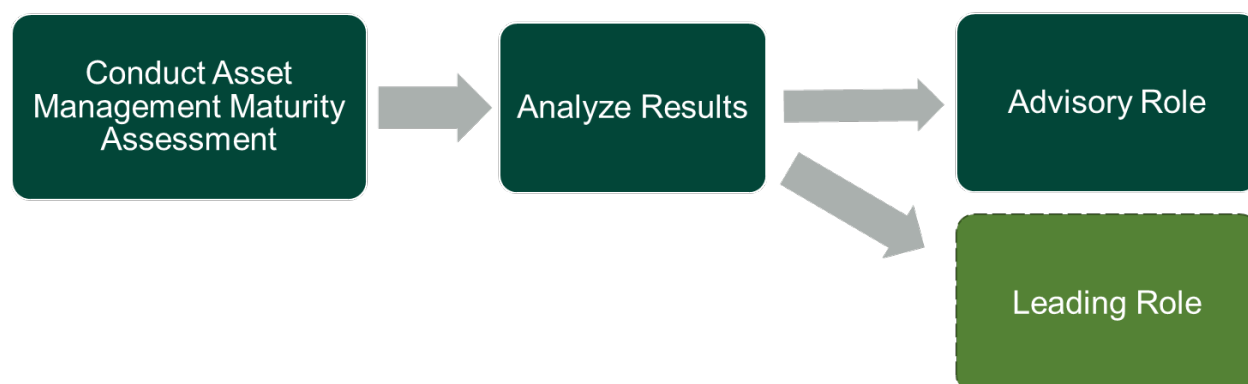 Conduct Asset
Management Maturity
Assessment
Analyze Results
Advisory Role
Leading Role